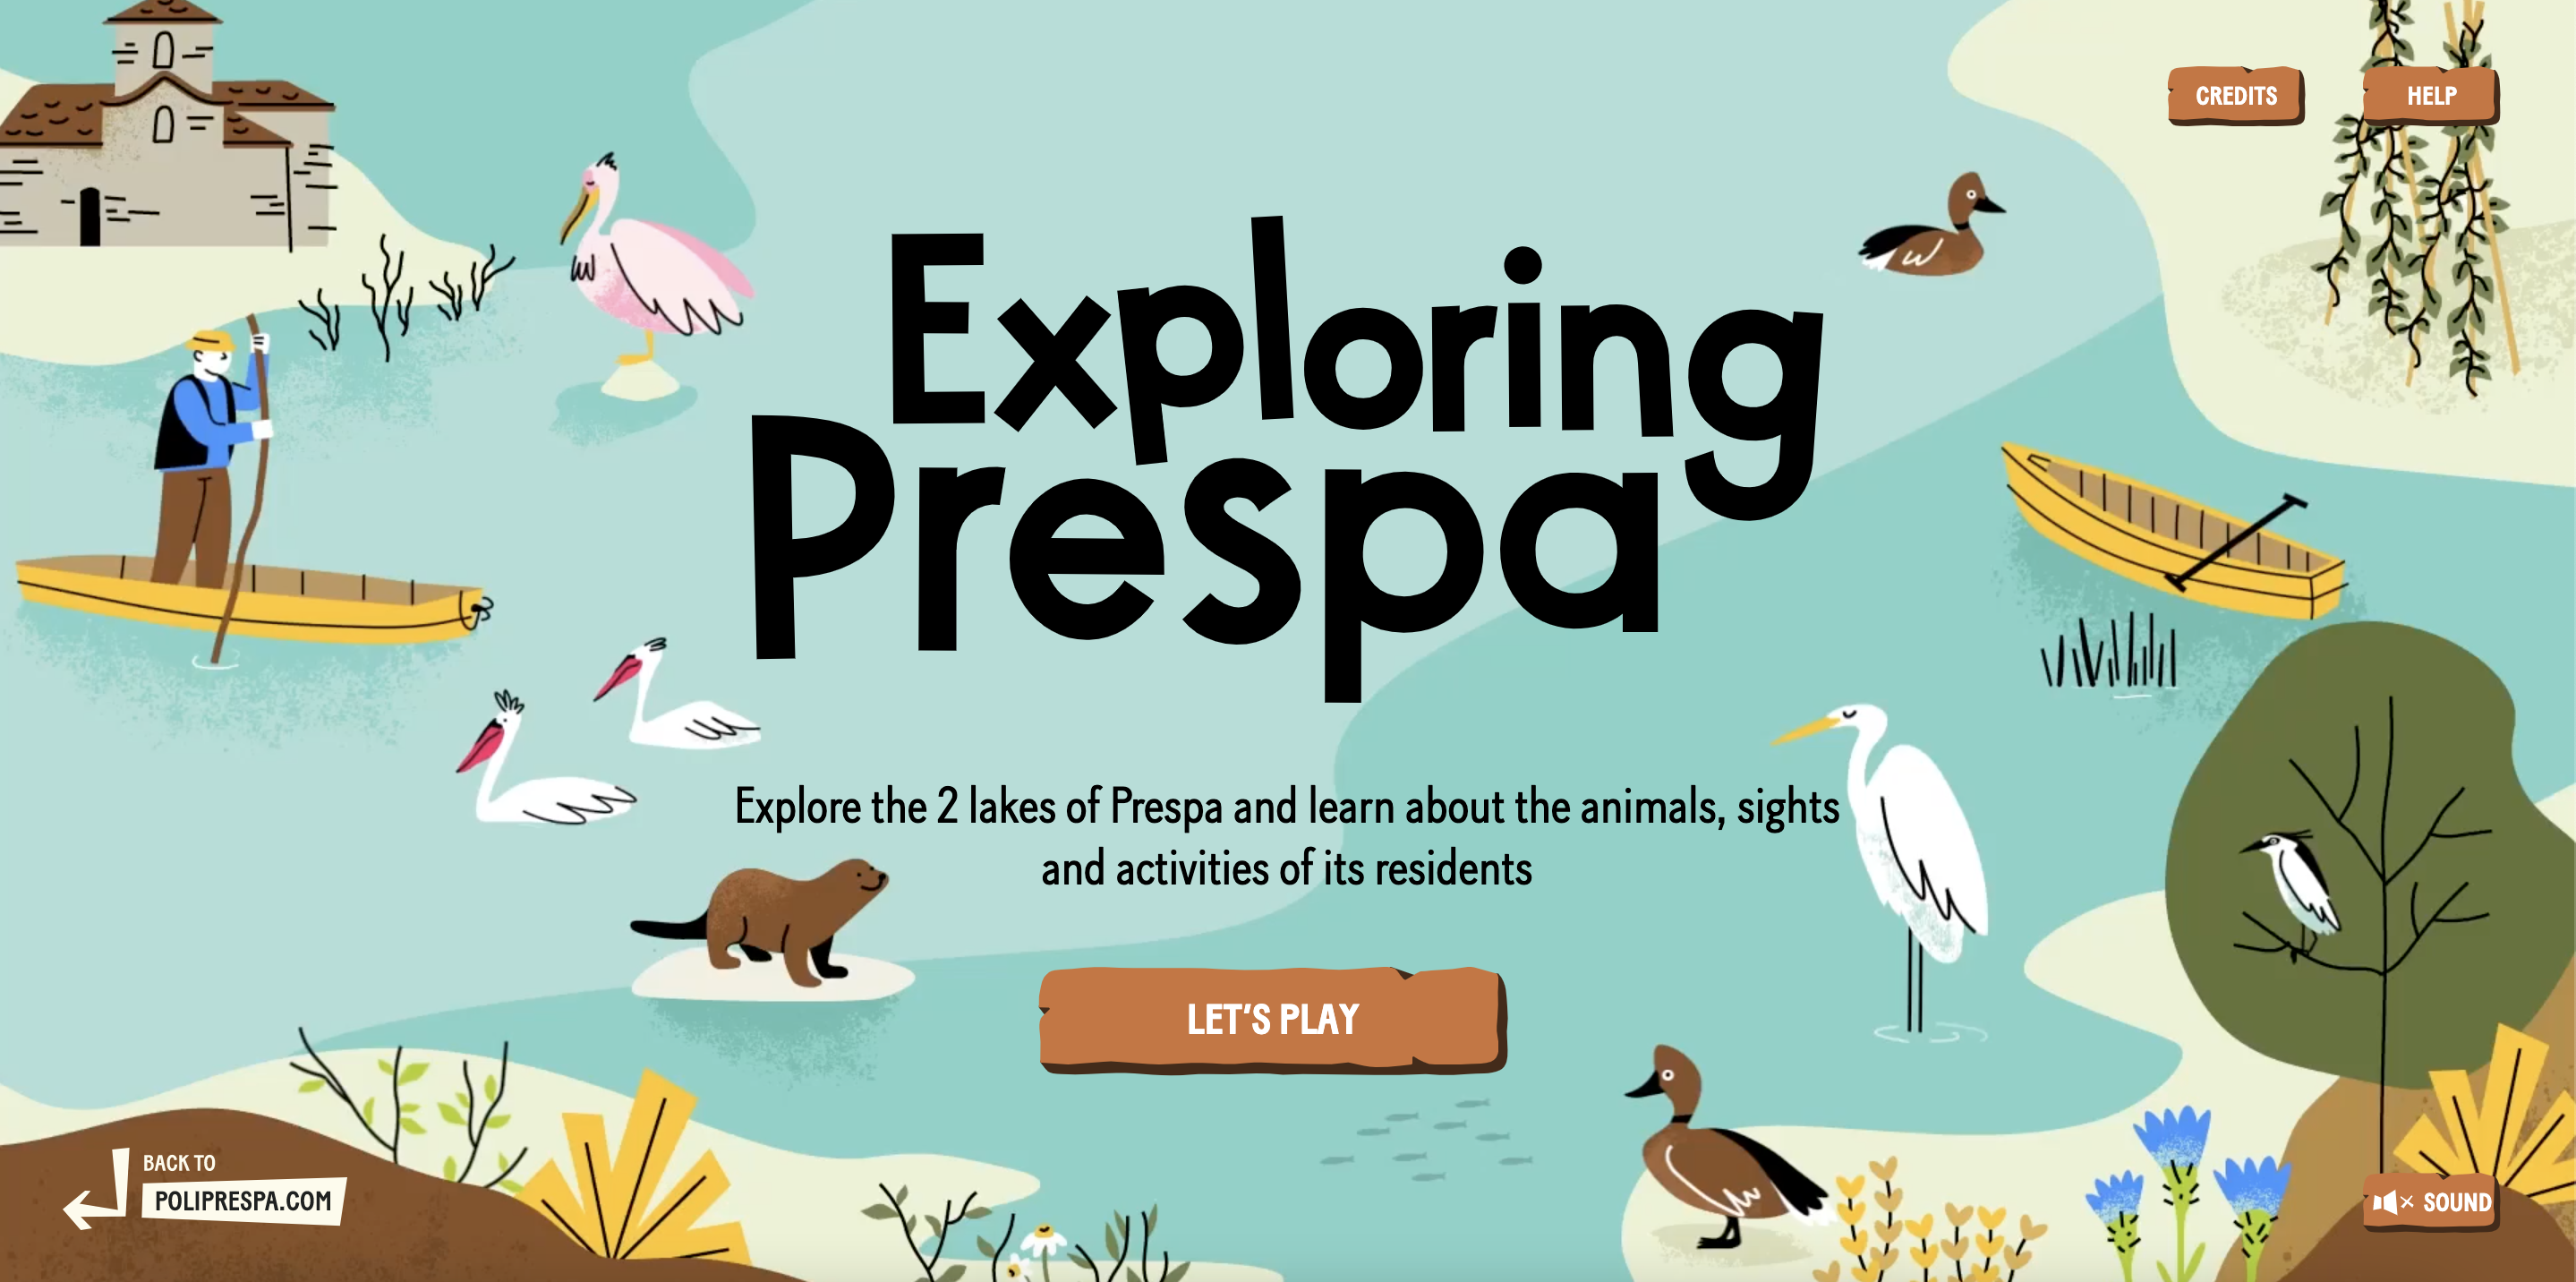 CREDITS
HELP
Exploring
Prespa
Explore the 2 lakes of Prespa and learn about the animals, sights
and activities of its residents
LET'S PLAY
BACK TO
POLIPRESPA.COM
SOUND